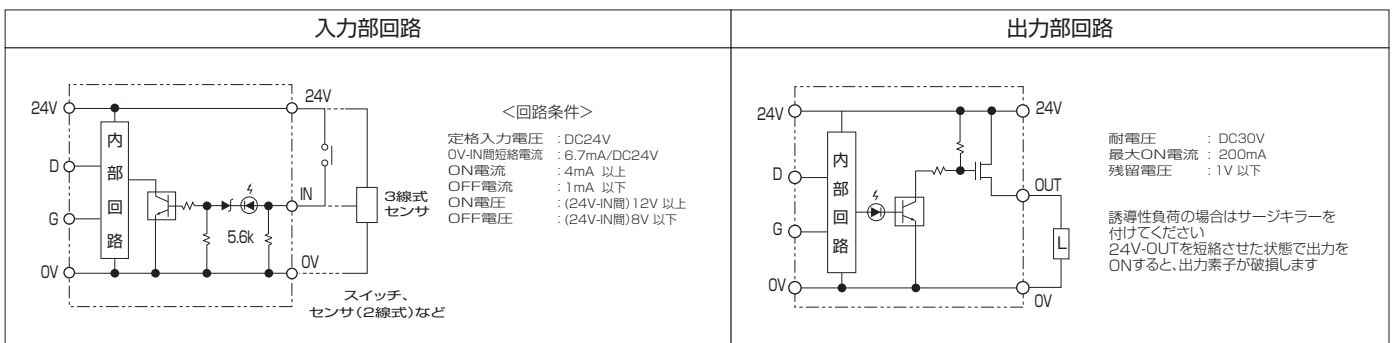 入力部回路
24V
D
G
0V
内
部
回
路
5.6k
24V
IN
0V
3線式
センサ
スイッチ、
センサ(2線式)など
<回路条件>
定格入力電圧 : DC24V
0V-IN間短絡電流 : 6.7mA/DC24V
ON電流 : 4mA 以上
OFF電流 : 1mA 以下
ON電圧 : (24V-IN間)12V 以上
OFF電圧 : (24V-IN間)8V 以下
出力部回路
24V
D
G
0V
内
部
回
路
24V
OUT
L
0V
耐電圧 : DC30V
最大ON電流 : 200mA
残留電圧 : 1V 以下
誘導性負荷の場合はサージキラーを
付けてください
24V-OUTを短絡させた状態で出力を
ONすると、出力素子が破損します